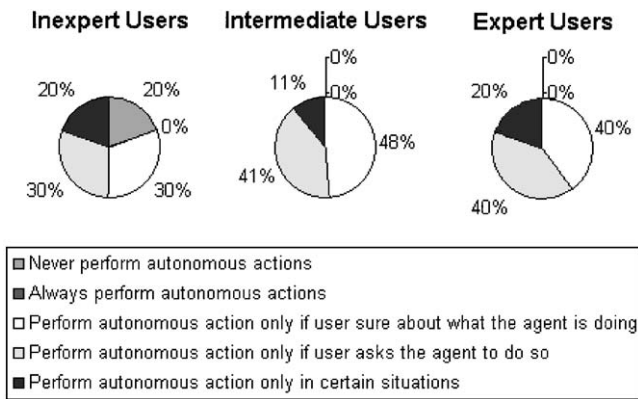 Inexpert Users Intermediate Users Expert Users
0% 0%
20% 20% 11% 0% 20% 0%
0%
48% 40%
30% 30% 41% 40%
Never perform autonomous actions
Always perform autonomous actions
Perform autonomous action only if user sure about what the agent is doing
Perform autonomous action only if user asks the agent to do so
Perform autonomous action only in certain situations